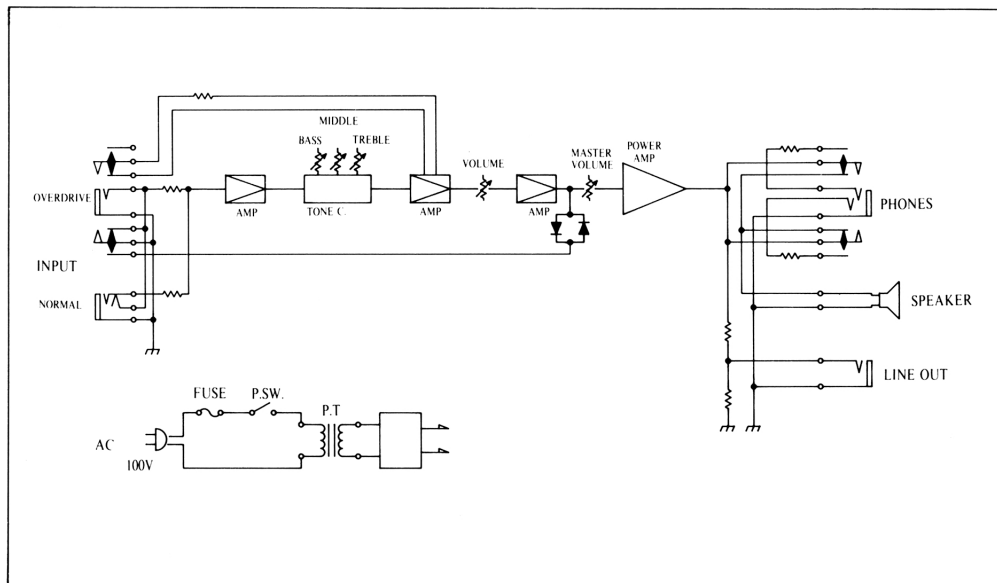 MIDDLE
BASS
TREBLE
VOLUME
MASTER
VOLUME
POWER
AMP
OVERDRIVE
AMP
TONE C.
AMP
AMP
PHONES
INPUT
NORMAL
SPEAKER
LINE OUT
FUSE
P.SW.
P.T
AC
100V